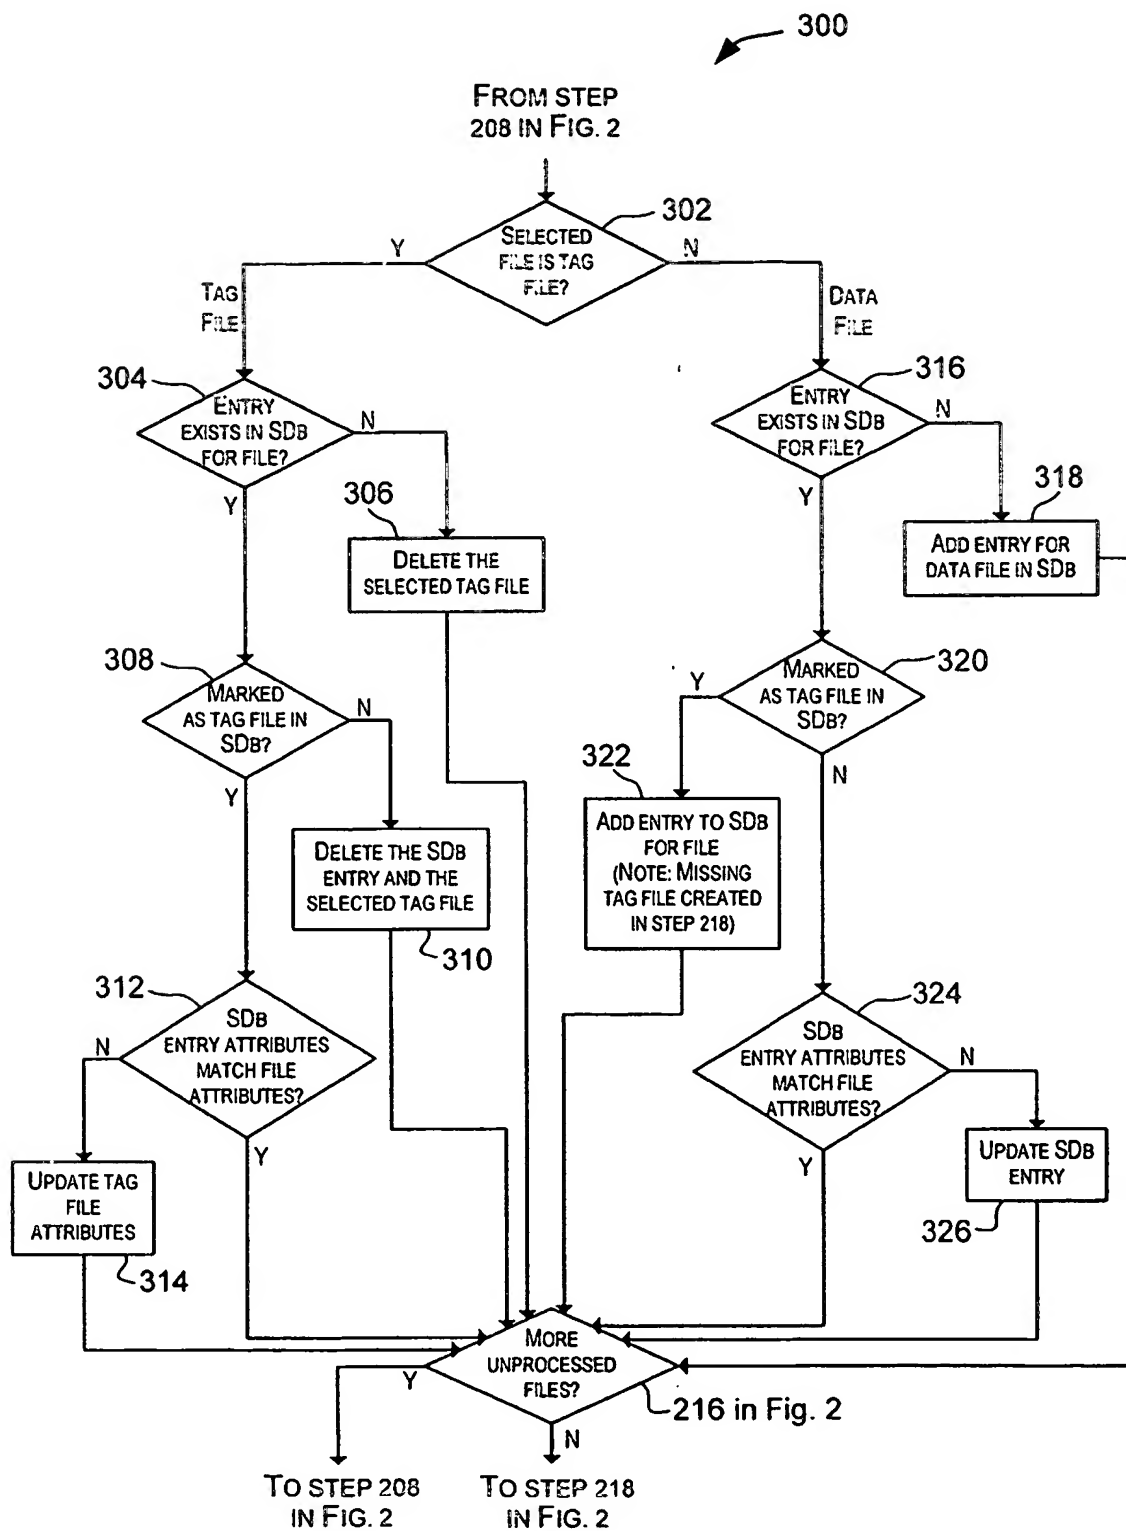 300
FROM STEP
208 IN FIG. 2
302
SELECTED
FILE IS TAG
FILE?
Y
N
TAG
FILE
DATA
FILE
304
ENTRY
EXISTS IN SDB
FOR FILE?
N
Y
316
ENTRY
EXISTS IN SDB
FOR FILE?
N
Y
306
DELETE THE
SELECTED TAG FILE
318
ADD ENTRY FOR
DATA FILE IN SDB
308
MARKED
AS TAG FILE IN
SDB?
N
Y
320
MARKED
AS TAG FILE IN
SDB?
Y
N
322
ADD ENTRY TO SDB
FOR FILE
(NOTE: MISSING
TAG FILE CREATED
IN STEP 218)
DELETE THE SDB
ENTRY AND THE
SELECTED TAG FILE
310
312
SDB
ENTRY ATTRIBUTES
MATCH FILE
ATTRIBUTES?
N
Y
324
SDB
ENTRY ATTRIBUTES
MATCH FILE
ATTRIBUTES?
N
Y
UPDATE TAG
FILE
ATTRIBUTES
314
UPDATE SDB
ENTRY
326
MORE
UNPROCESSED
FILES?
Y
216 in Fig. 2
N
TO STEP 208
IN FIG. 2
TO STEP 218
IN FIG. 2